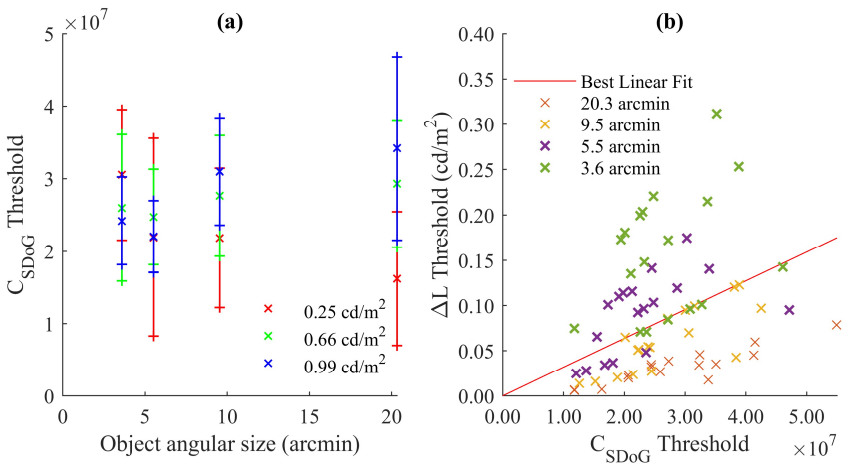 (a)
×10^7
5
4
3
2
1
0
0
5
10
15
20
C_SDoG Threshold
Object angular size (arcmin)
0.25 cd/m^2
0.66 cd/m^2
0.99 cd/m^2
(b)
0.40
0.35
0.30
0.25
0.20
0.15
0.10
0.05
0.00
0.00
1.00
2.00
3.00
4.00
5.00
×10^7
ΔL Threshold (cd/m^2)
C_SDoG Threshold
Best Linear Fit
20.3 arcmin
9.5 arcmin
5.5 arcmin
3.6 arcmin